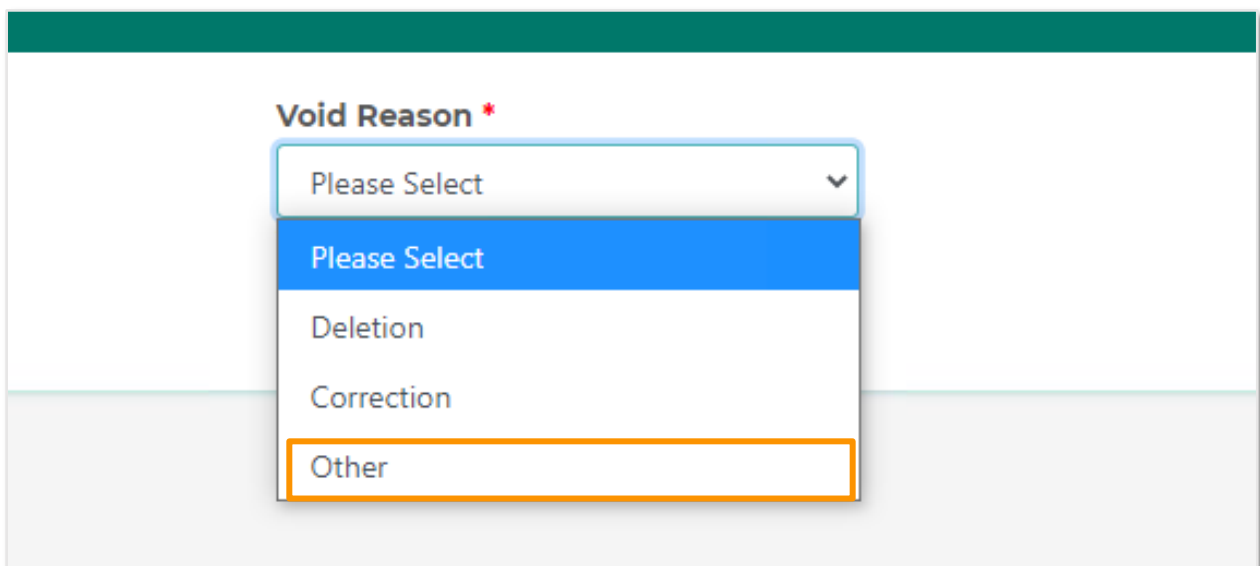 Void Reason *
Please Select
Please Select
Deletion
Correction
Other